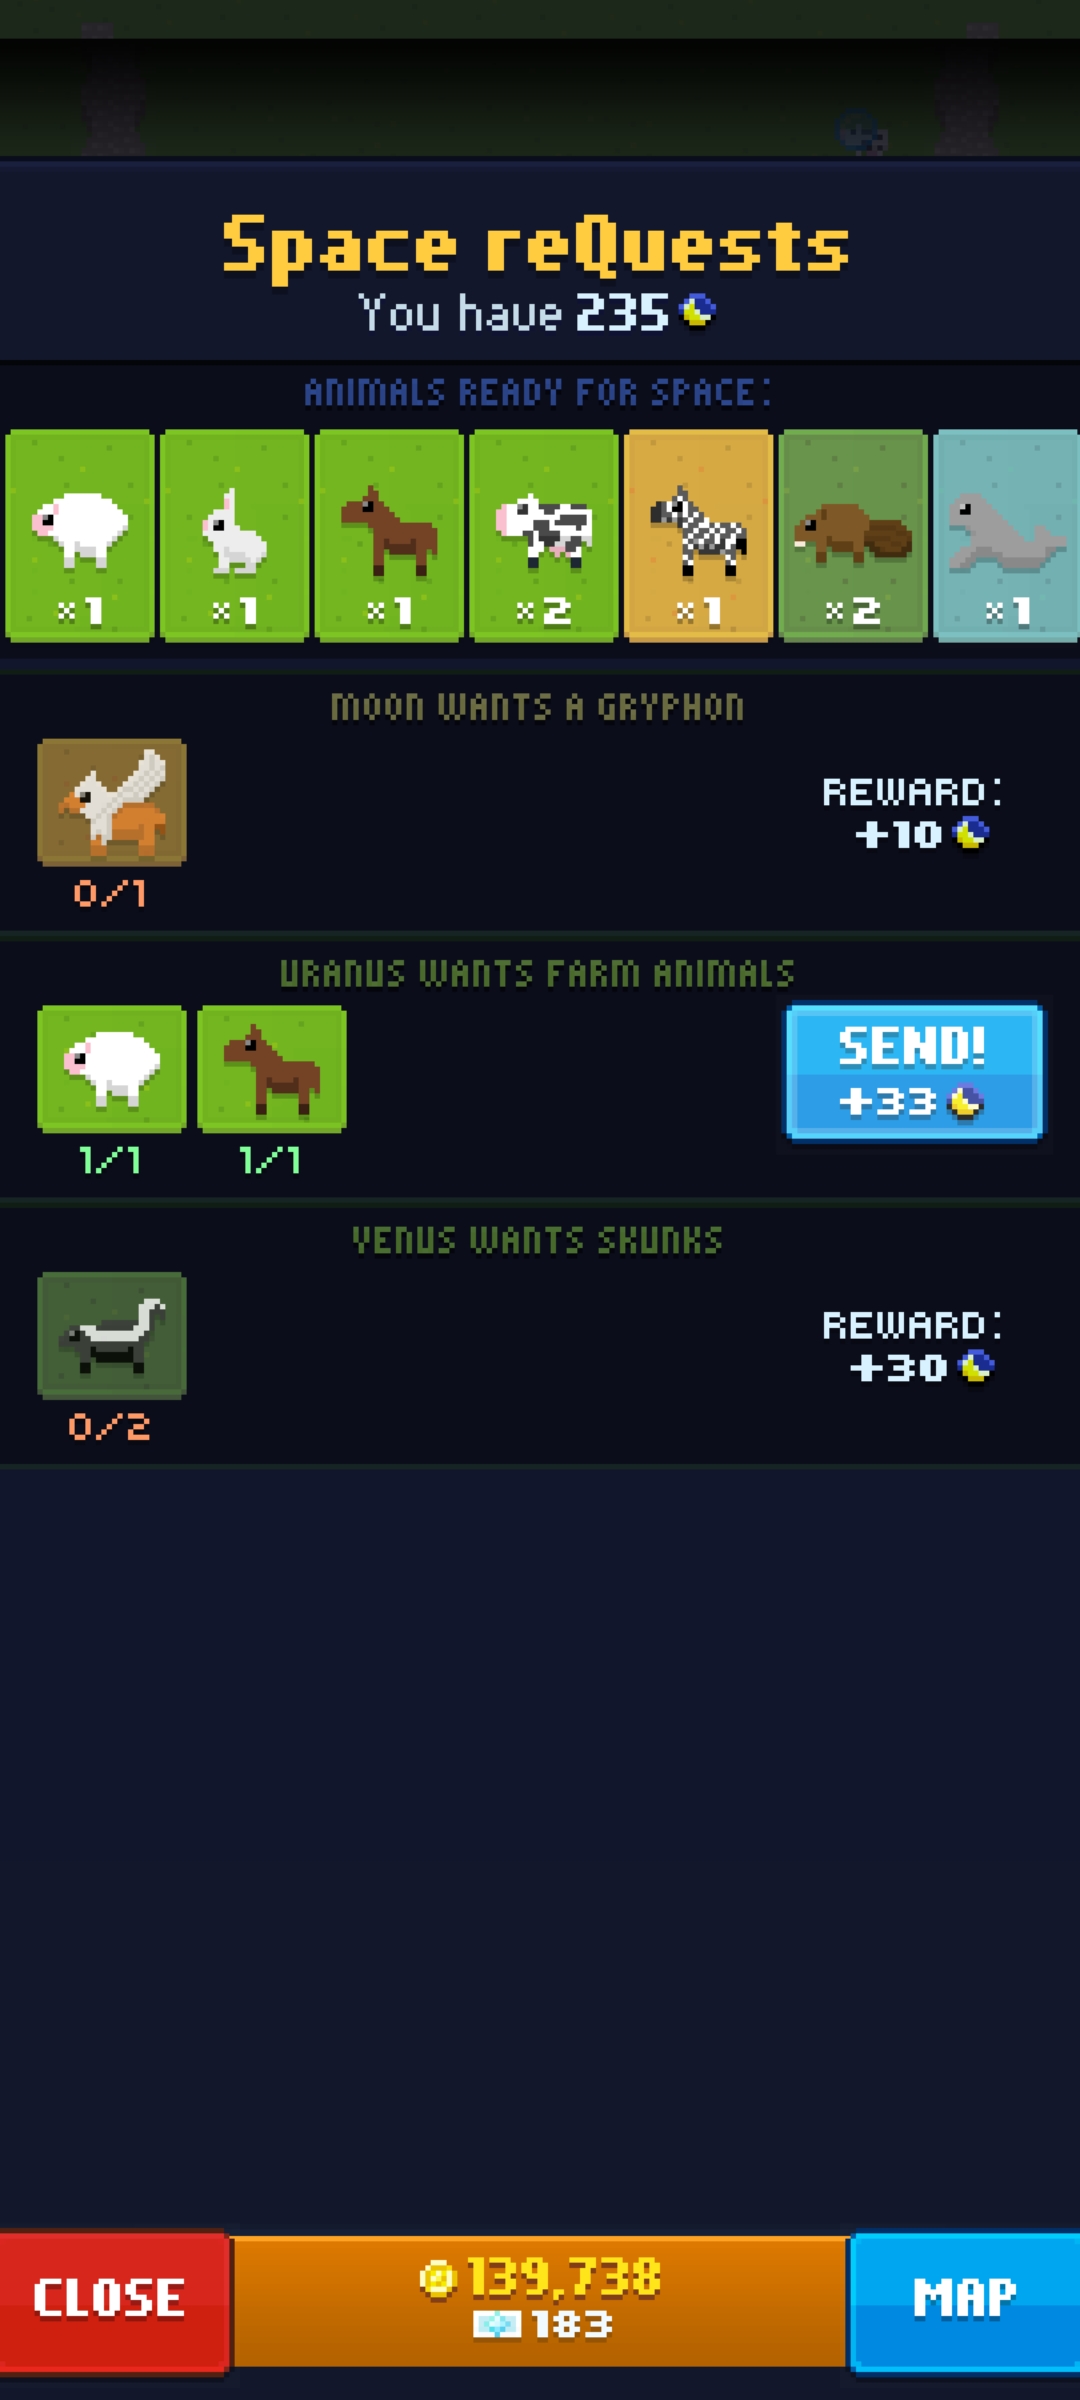 Space reQuests
You have 235
ANIMALS READY FOR SPACE:
×1 ×1 ×1 ×2 ×1 ×2 ×1
MOON WANTS A GRYPHON
REWARD:
+10
0/1
URANUS WANTS FARM ANIMALS
SEND!
+33
1/1 1/1
VENUS WANTS SKUNKS
REWARD:
+30
0/2
CLOSE
139,738
183
MAP